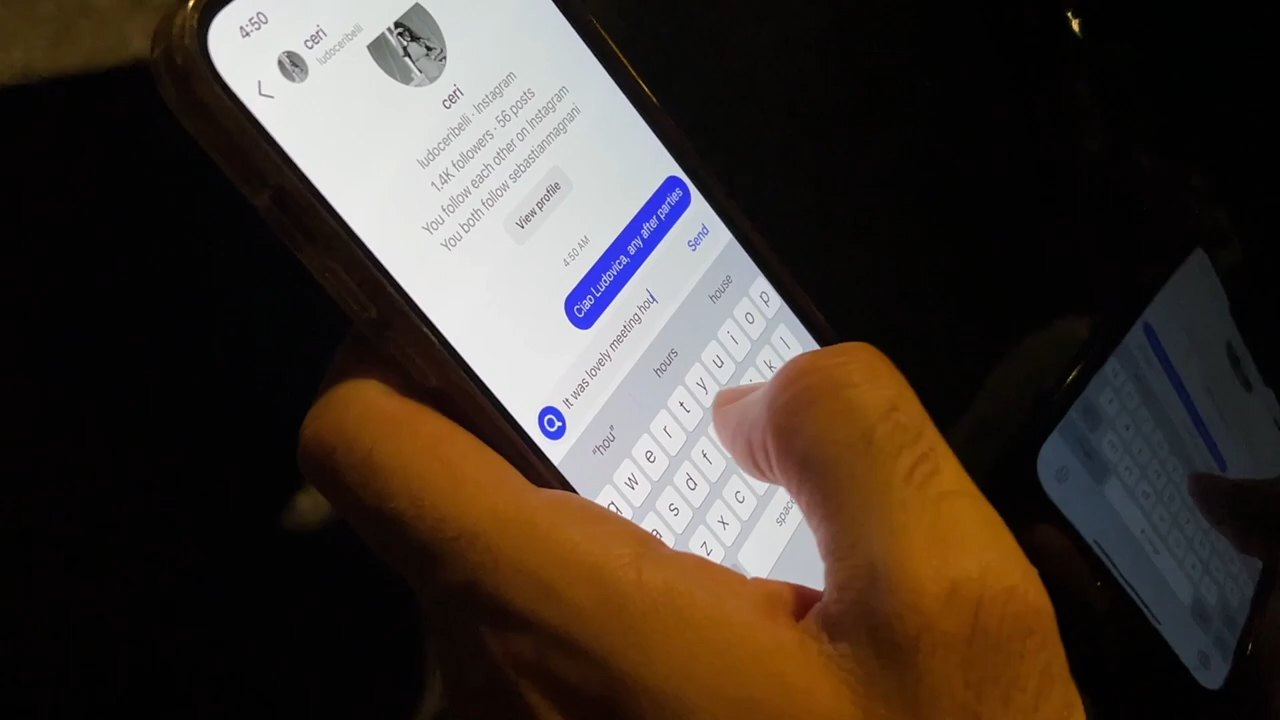 4:50
ceri
ludoceribelli
ceri
ludoceribelli · Instagram
1.4K followers · 56 posts
You follow each other on Instagram
You both follow sebastianmagnani
View profile
4:50 AM
Ciao Ludovica, any after parties
Send
It was lovely meeting hou
"hou" hours house
q w e r t y u i o p
a s d f k l
z x c
space